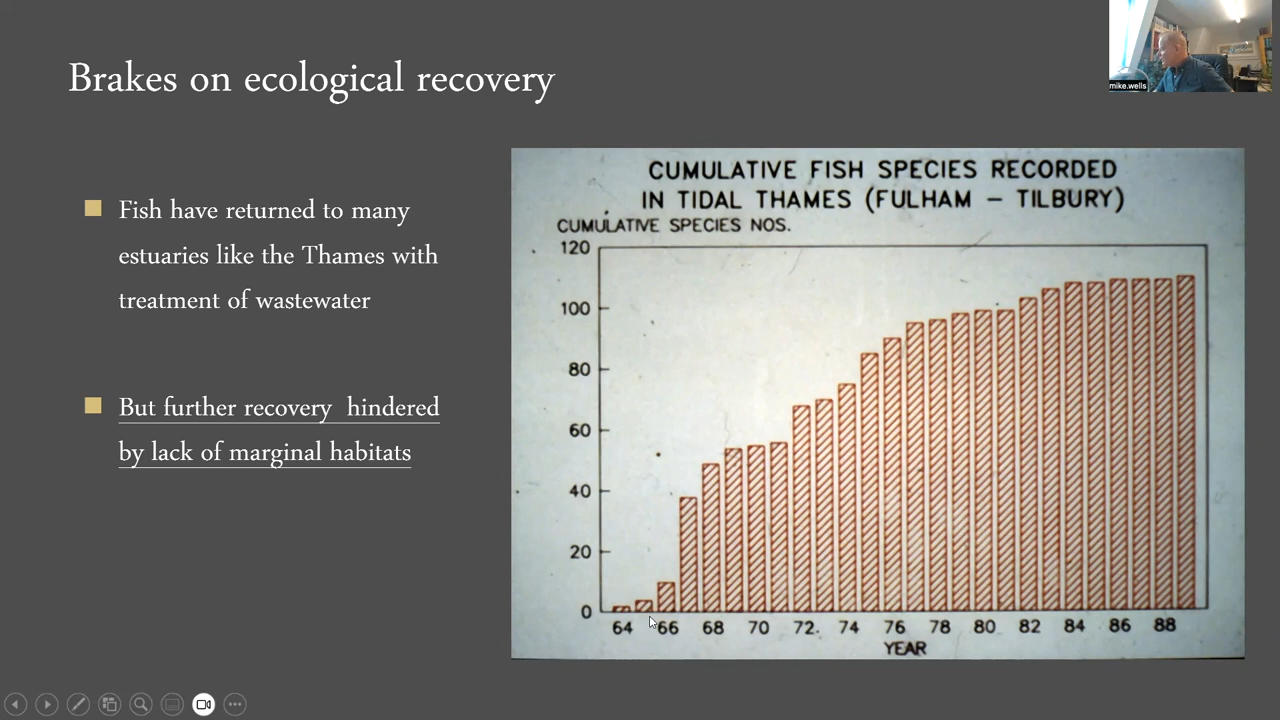 Brakes on ecological recovery
mike.wells
Fish have returned to many
estuaries like the Thames with
treatment of wastewater
But further recovery hindered
by lack of marginal habitats
CUMULATIVE FISH SPECIES RECORDED
IN TIDAL THAMES (FULHAM – TILBURY)
CUMULATIVE SPECIES NOS.
120
100
80
60
40
20
0
64 66 68 70 72 74 76 78 80 82 84 86 88
YEAR